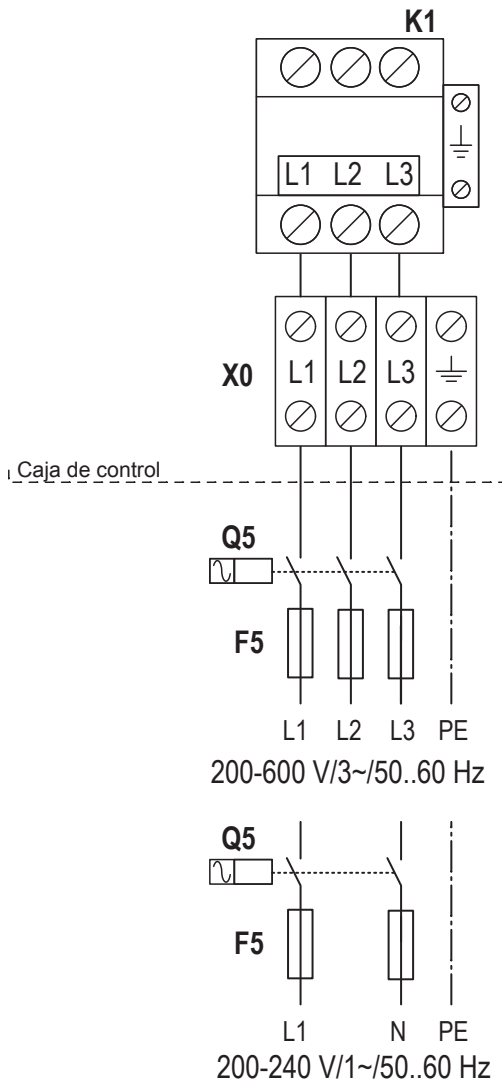 K1
L1 L2 L3
X0 L1 L2 L3
Caja de control
Q5
F5
L1 L2 L3 PE
200-600 V/3~/50..60 Hz
Q5
F5
L1 N PE
200-240 V/1~/50..60 Hz